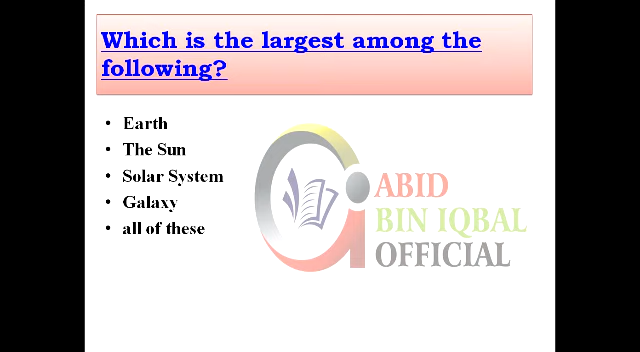 Which is the largest among the
following?
• Earth
• The Sun
• Solar System
• Galaxy
• all of these
ABID
BIN IQBAL
OFFICIAL